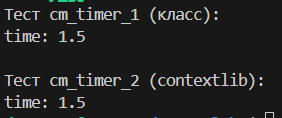 Тест cm_timer_1 (класс):
time: 1.5
Тест cm_timer_2 (contextlib):
time: 1.5